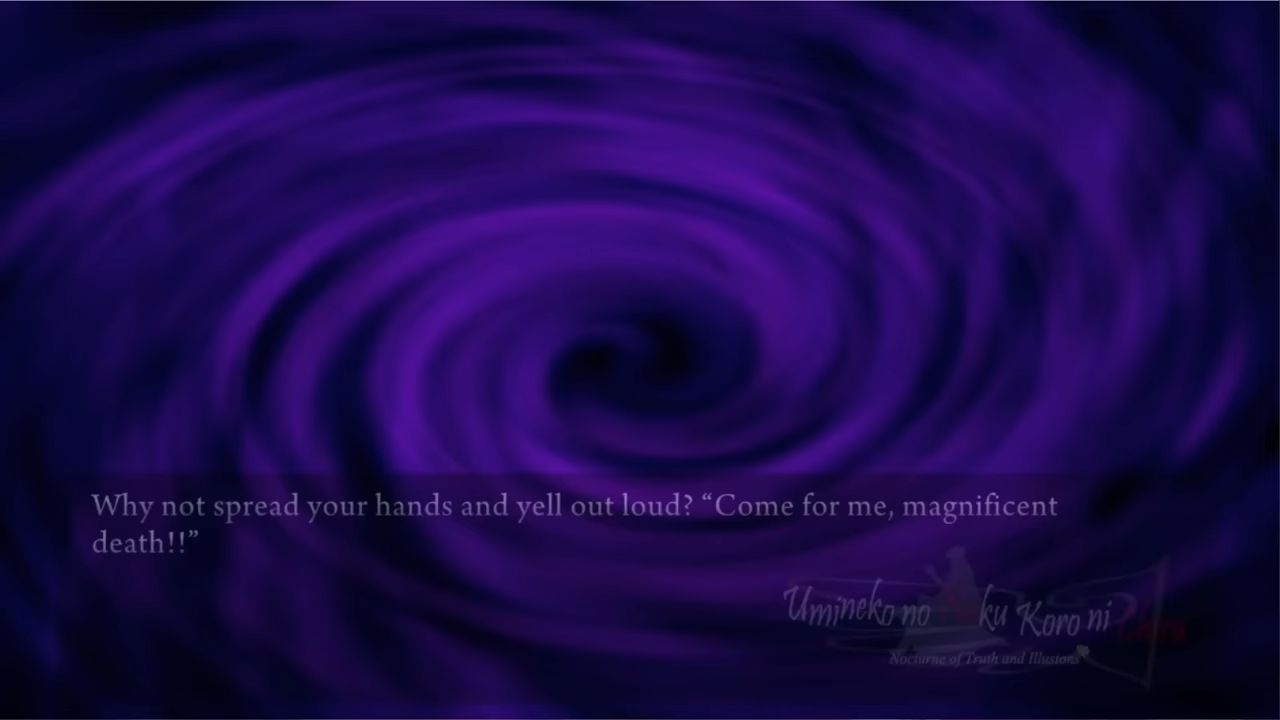 Why not spread your hands and yell out loud? “Come for me, magnificent
death!!”
Umineko no ku Koro ni
Nocturne of Truth and Illusions